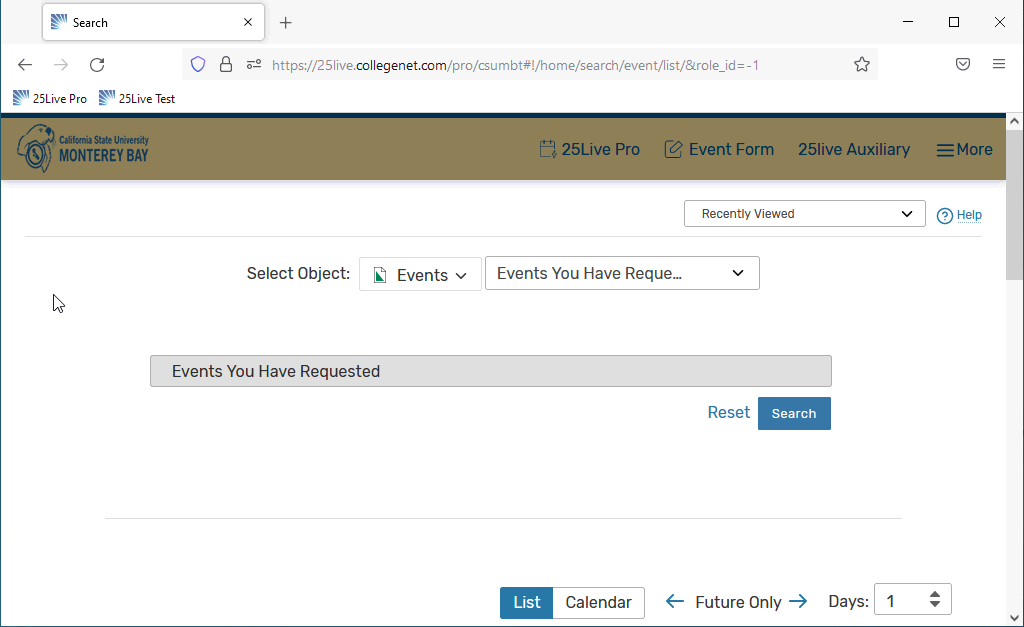 Search
https://25live.collegenet.com/pro/csumbt#!/home/search/event/list/&role_id=-1
25Live Pro 25Live Test
California State University
MONTEREY BAY
25Live Pro Event Form 25live Auxiliary More
Recently Viewed Help
Select Object: Events Events You Have Reque...
Events You Have Requested
Reset Search
List Calendar Future Only Days: 1